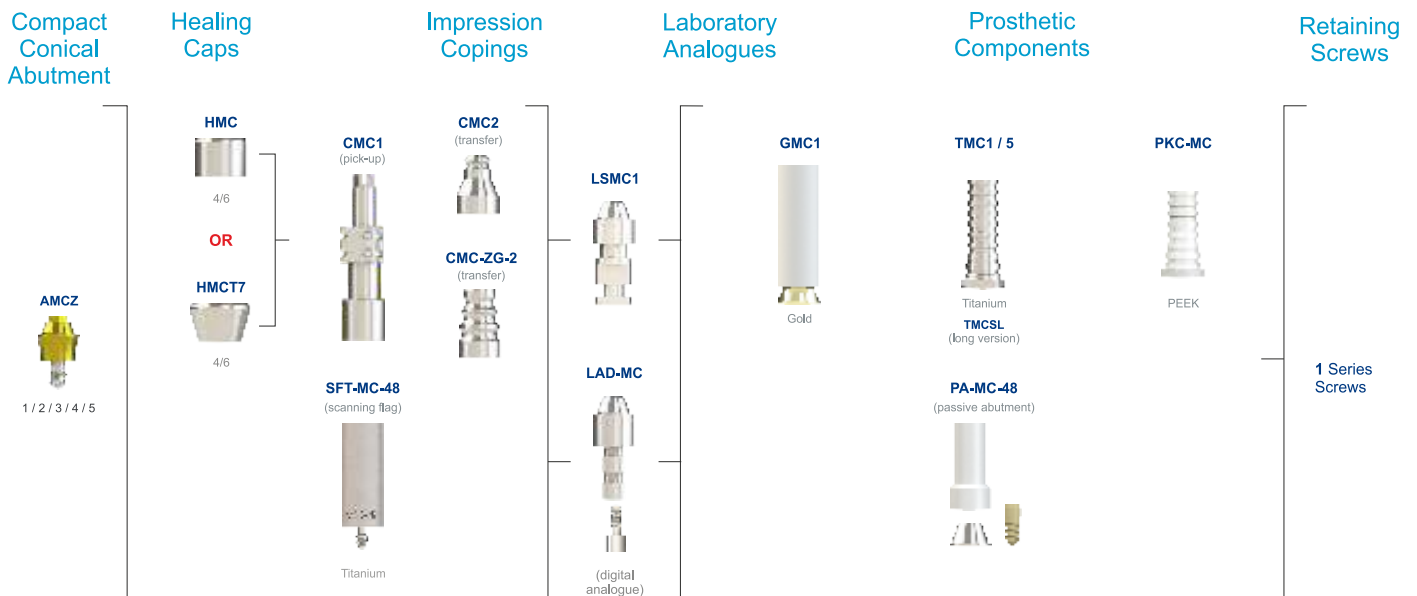 Compact
Conical
Abutment
Healing
Caps
Impression
Copings
Laboratory
Analogues
Prosthetic
Components
Retaining
Screws
AMCZ
1 / 2 / 3 / 4 / 5
HMC
4/6
OR
HMCT7
4/6
CMC1
(pick-up)
SFT-MC-48
(scanning flag)
Titanium
CMC2
(transfer)
CMC-ZG-2
(transfer)
LSMC1
LAD-MC
(digital
analogue)
GMC1
Gold
TMC1 / 5
Titanium
TMCSL
(long version)
PA-MC-48
(passive abutment)
PKC-MC
PEEK
1 Series
Screws